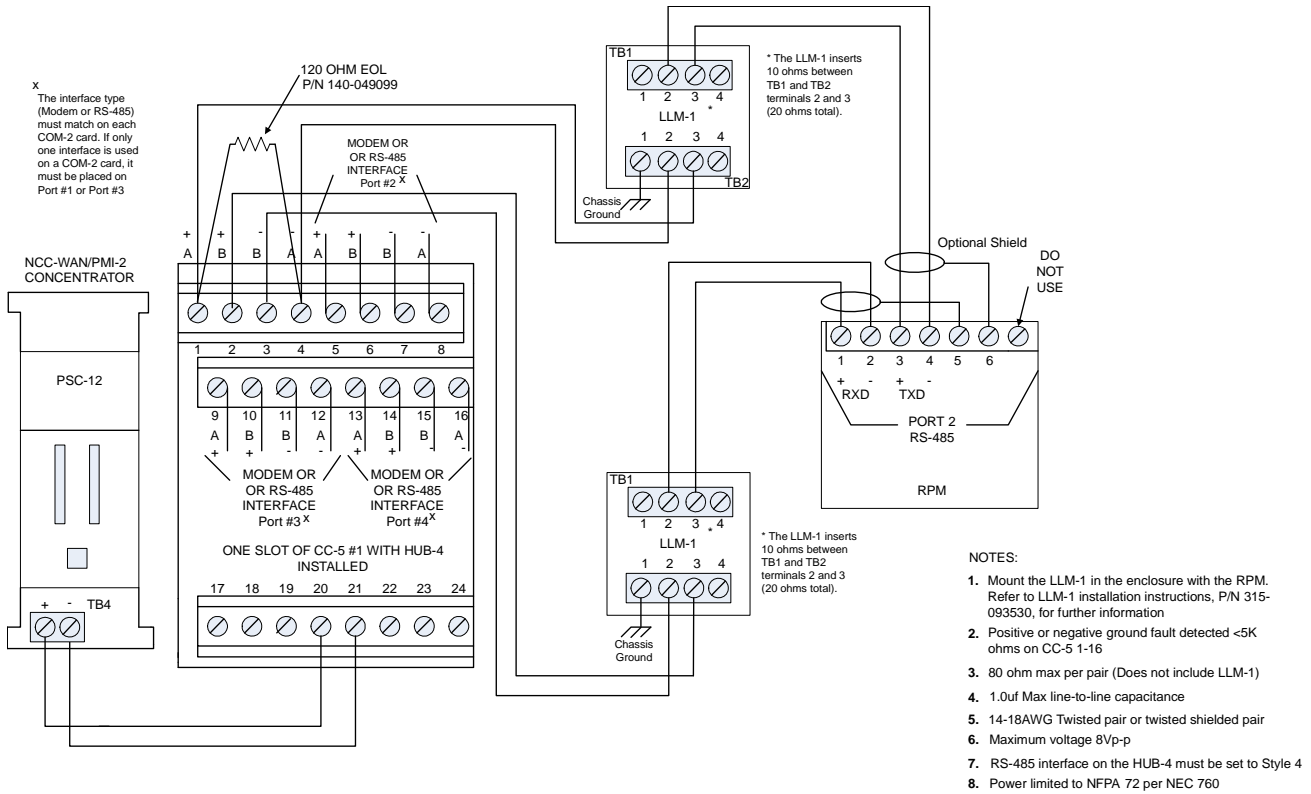 120 OHM EOL
P/N 140-049099
x
The interface type
(Modem or RS-485)
must match on each
COM-2 card. If only
one interface is used
on a COM-2 card, it
must be placed on
Port #1 or Port #3
MODEM OR
OR RS-485
INTERFACE
Port #2 X
+ + - - + + - -
A B B A A B B A
1 2 3 4 5 6 7 8
9 10 11 12 13 14 15 16
A B B A A B B A
+ + - - + + - -
MODEM OR
OR RS-485
INTERFACE
Port #3 X
MODEM OR
OR RS-485
INTERFACE
Port #4 X
ONE SLOT OF CC-5 #1 WITH HUB-4
INSTALLED
17 18 19 20 21 22 23 24
NCC-WAN/PMI-2
CONCENTRATOR
PSC-12
+ - TB4
TB1
1 2 3 4
LLM-1 *
1 2 3 4
TB2
Chassis
Ground
* The LLM-1 inserts
10 ohms between
TB1 and TB2
terminals 2 and 3
(20 ohms total).
Optional Shield
DO
NOT
USE
1 2 3 4 5 6
+ - + -
RXD TXD
PORT 2
RS-485
RPM
TB1
1 2 3 * 4
LLM-1
1 2 3 4
Chassis
Ground
* The LLM-1 inserts
10 ohms between
TB1 and TB2
terminals 2 and 3
(20 ohms total).
NOTES:
1. Mount the LLM-1 in the enclosure with the RPM.
Refer to LLM-1 installation instructions, P/N 315-
093530, for further information
2. Positive or negative ground fault detected <5K
ohms on CC-5 1-16
3. 80 ohm max per pair (Does not include LLM-1)
4. 1.0uf Max line-to-line capacitance
5. 14-18AWG Twisted pair or twisted shielded pair
6. Maximum voltage 8Vp-p
7. RS-485 interface on the HUB-4 must be set to Style 4
8. Power limited to NFPA 72 per NEC 760